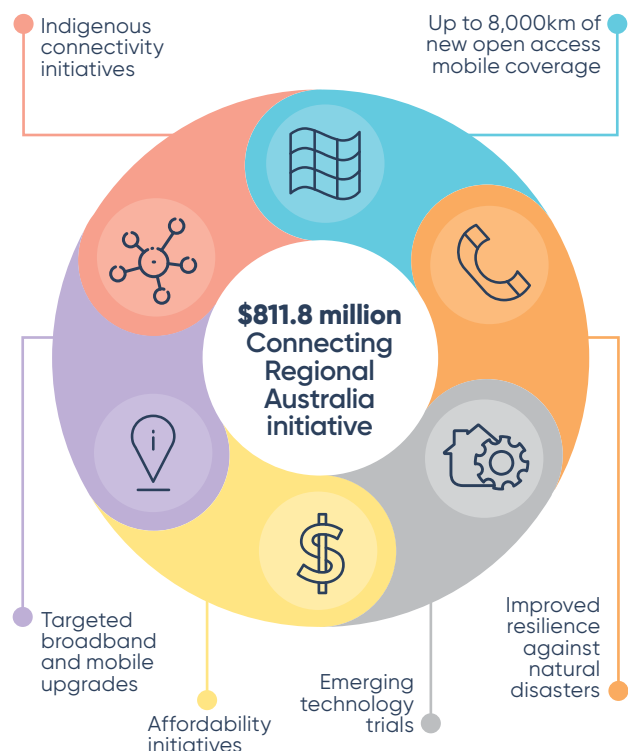 Indigenous
connectivity
initiatives
Up to 8,000km of
new open access
mobile coverage
$811.8 million
Connecting
Regional
Australia
initiative
Targeted
broadband
and mobile
upgrades
Affordability
initiatives
Emerging
technology
trials
Improved
resilience
against
natural
disasters